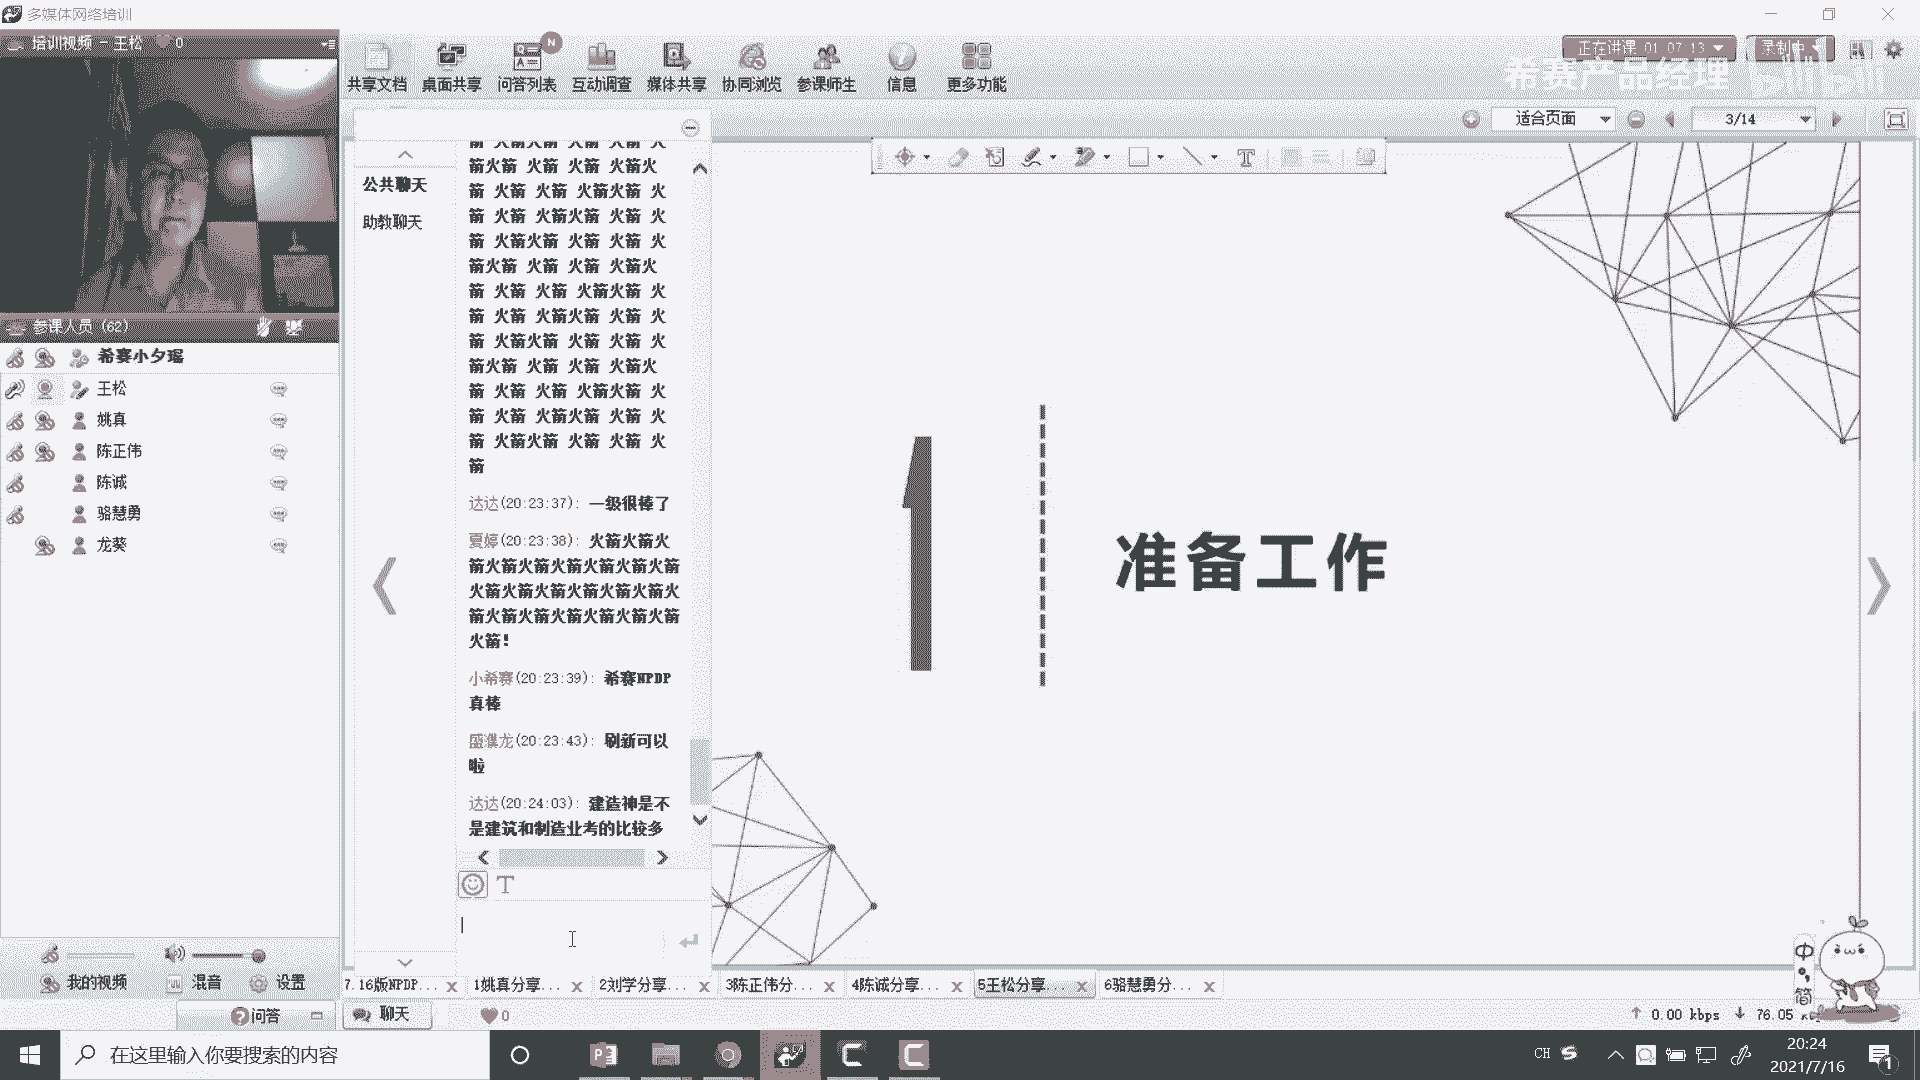 多媒体网络培训
培训视频 - 王松 0
共享文档 桌面共享 问答列表 互动调查 媒体共享 协同浏览 参课师生 信息 更多功能
N
正在讲课 01:07:13
录制中
希赛产品经理 bilibili
适合页面
3/14
公共聊天
助教聊天
箭 火箭火箭 火箭 火箭 火
箭火箭 火箭 火箭 火箭火
箭 火箭 火箭 火箭火箭 火
箭 火箭 火箭火箭 火箭 火
箭 火箭火箭 火箭 火箭 火
箭火箭 火箭 火箭 火箭火
箭 火箭 火箭 火箭火箭 火
箭 火箭 火箭火箭 火箭 火
箭 火箭火箭 火箭 火箭 火
箭火箭 火箭 火箭 火箭火
箭 火箭 火箭 火箭火箭 火
箭 火箭 火箭火箭 火箭 火
箭 火箭火箭 火箭 火箭 火
箭
达达(20:23:37): 一级很棒了
夏婷(20:23:38): 火箭火箭火
箭火箭火箭火箭火箭火箭火箭
火箭火箭火箭火箭火箭火箭火
箭火箭火箭火箭火箭火箭火箭
火箭!
小希赛(20:23:39): 希赛NPDP
真棒
盛濮龙(20:23:43): 刷新可以
啦
达达(20:24:03): 建造神是不
是建筑和制造业考的比较多
参课人员 (62)
希赛小夕瑶
王松
姚真
陈正伟
陈诚
骆慧勇
龙葵
1
准备工作
我的视频 混音 设置
问答
聊天
0
7.16版NPDP... 1姚真分享... 2刘学分享... 3陈正伟分... 4陈诚分享... 5王松分享... 6骆慧勇分...
中
简
0.00 kbps 76.05
在这里输入你要搜索的内容
CH
20:24
2021/7/16
1